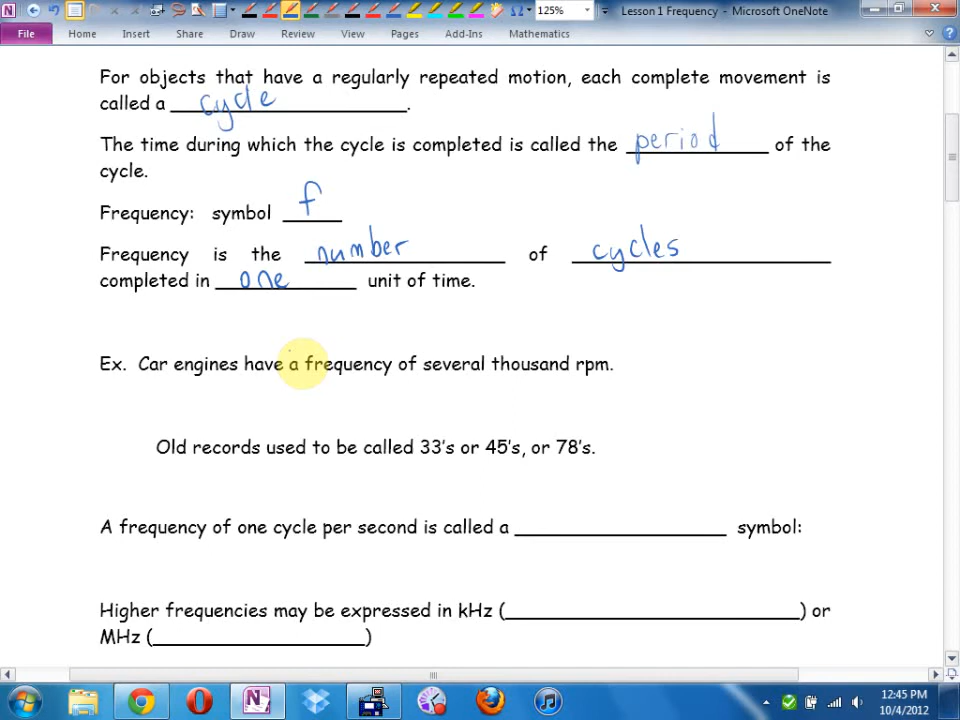 125%
Lesson 1 Frequency - Microsoft OneNote
File Home Insert Share Draw Review View Pages Add-Ins Mathematics
For objects that have a regularly repeated motion, each complete movement is
called a cycle.
The time during which the cycle is completed is called the period of the
cycle.
Frequency: symbol f
Frequency is the number of cycles
completed in one unit of time.
Ex. Car engines have a frequency of several thousand rpm.
Old records used to be called 33's or 45's, or 78's.
A frequency of one cycle per second is called a ____________ symbol:
Higher frequencies may be expressed in kHz (____________) or
MHz (____________)
12:45 PM
10/4/2012